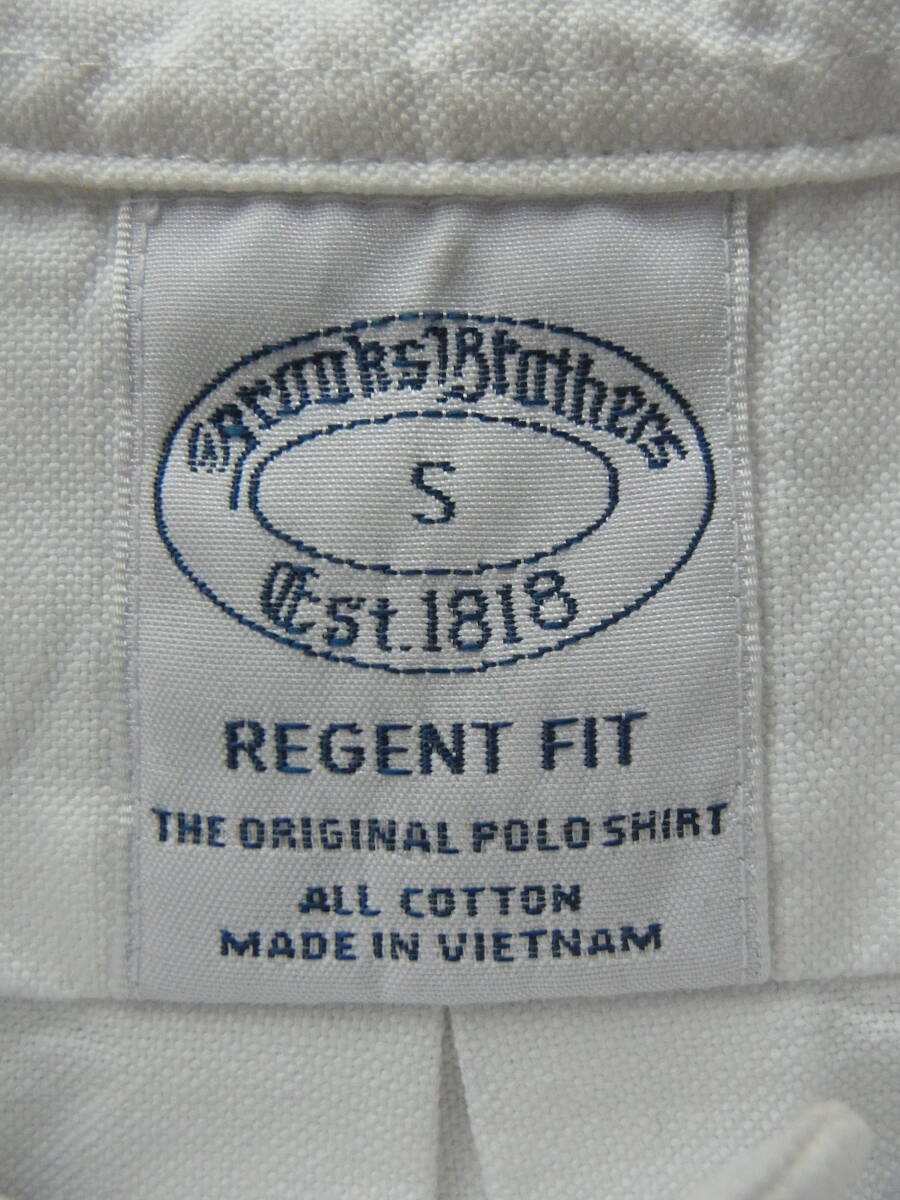 Brooks Brothers
S
Est. 1818
REGENT FIT
THE ORIGINAL POLO SHIRT
ALL COTTON
MADE IN VIETNAM